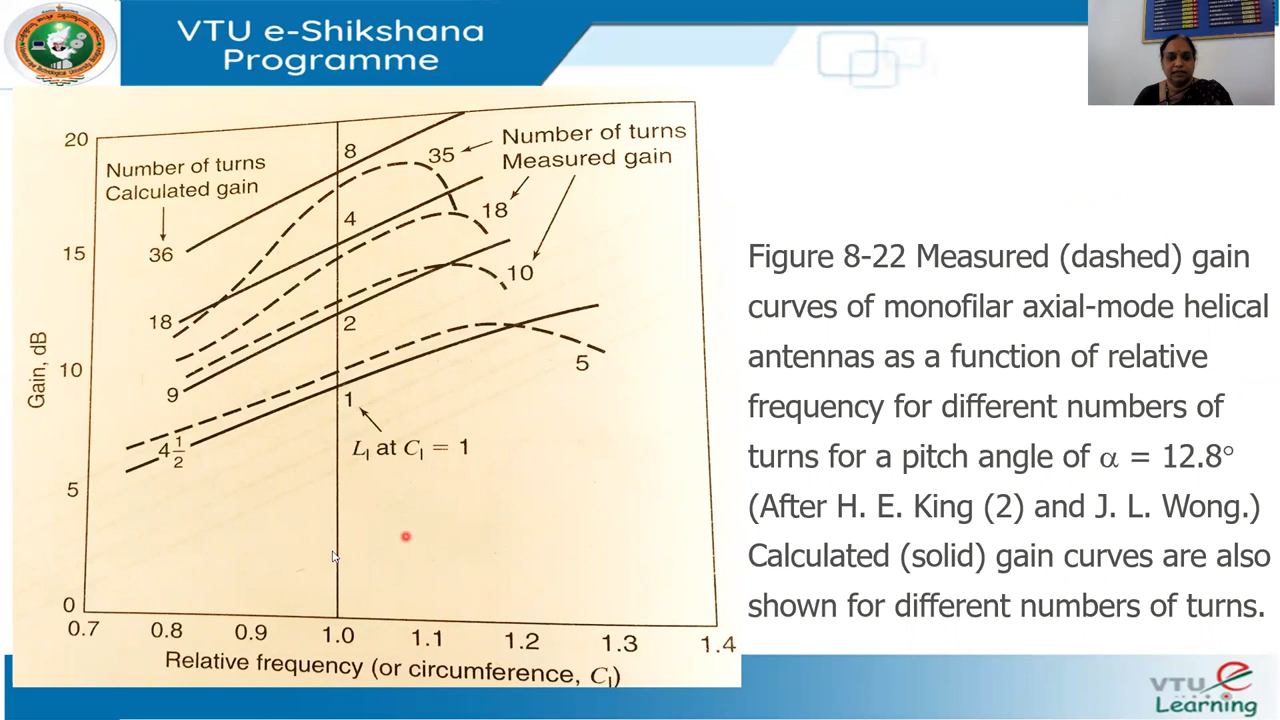 VTU e-Shikshana
Programme
20
15
10
5
0
Gain, dB
Number of turns
Calculated gain
36
18
9
4 1/2
8
4
2
1
35
18
10
5
Number of turns
Measured gain
Lₗ at Cₗ = 1
0.7 0.8 0.9 1.0 1.1 1.2 1.3 1.4
Relative frequency (or circumference, Cₗ)
Figure 8-22 Measured (dashed) gain
curves of monofilar axial-mode helical
antennas as a function of relative
frequency for different numbers of
turns for a pitch angle of α = 12.8°
(After H. E. King (2) and J. L. Wong.)
Calculated (solid) gain curves are also
shown for different numbers of turns.
VTU e
Learning